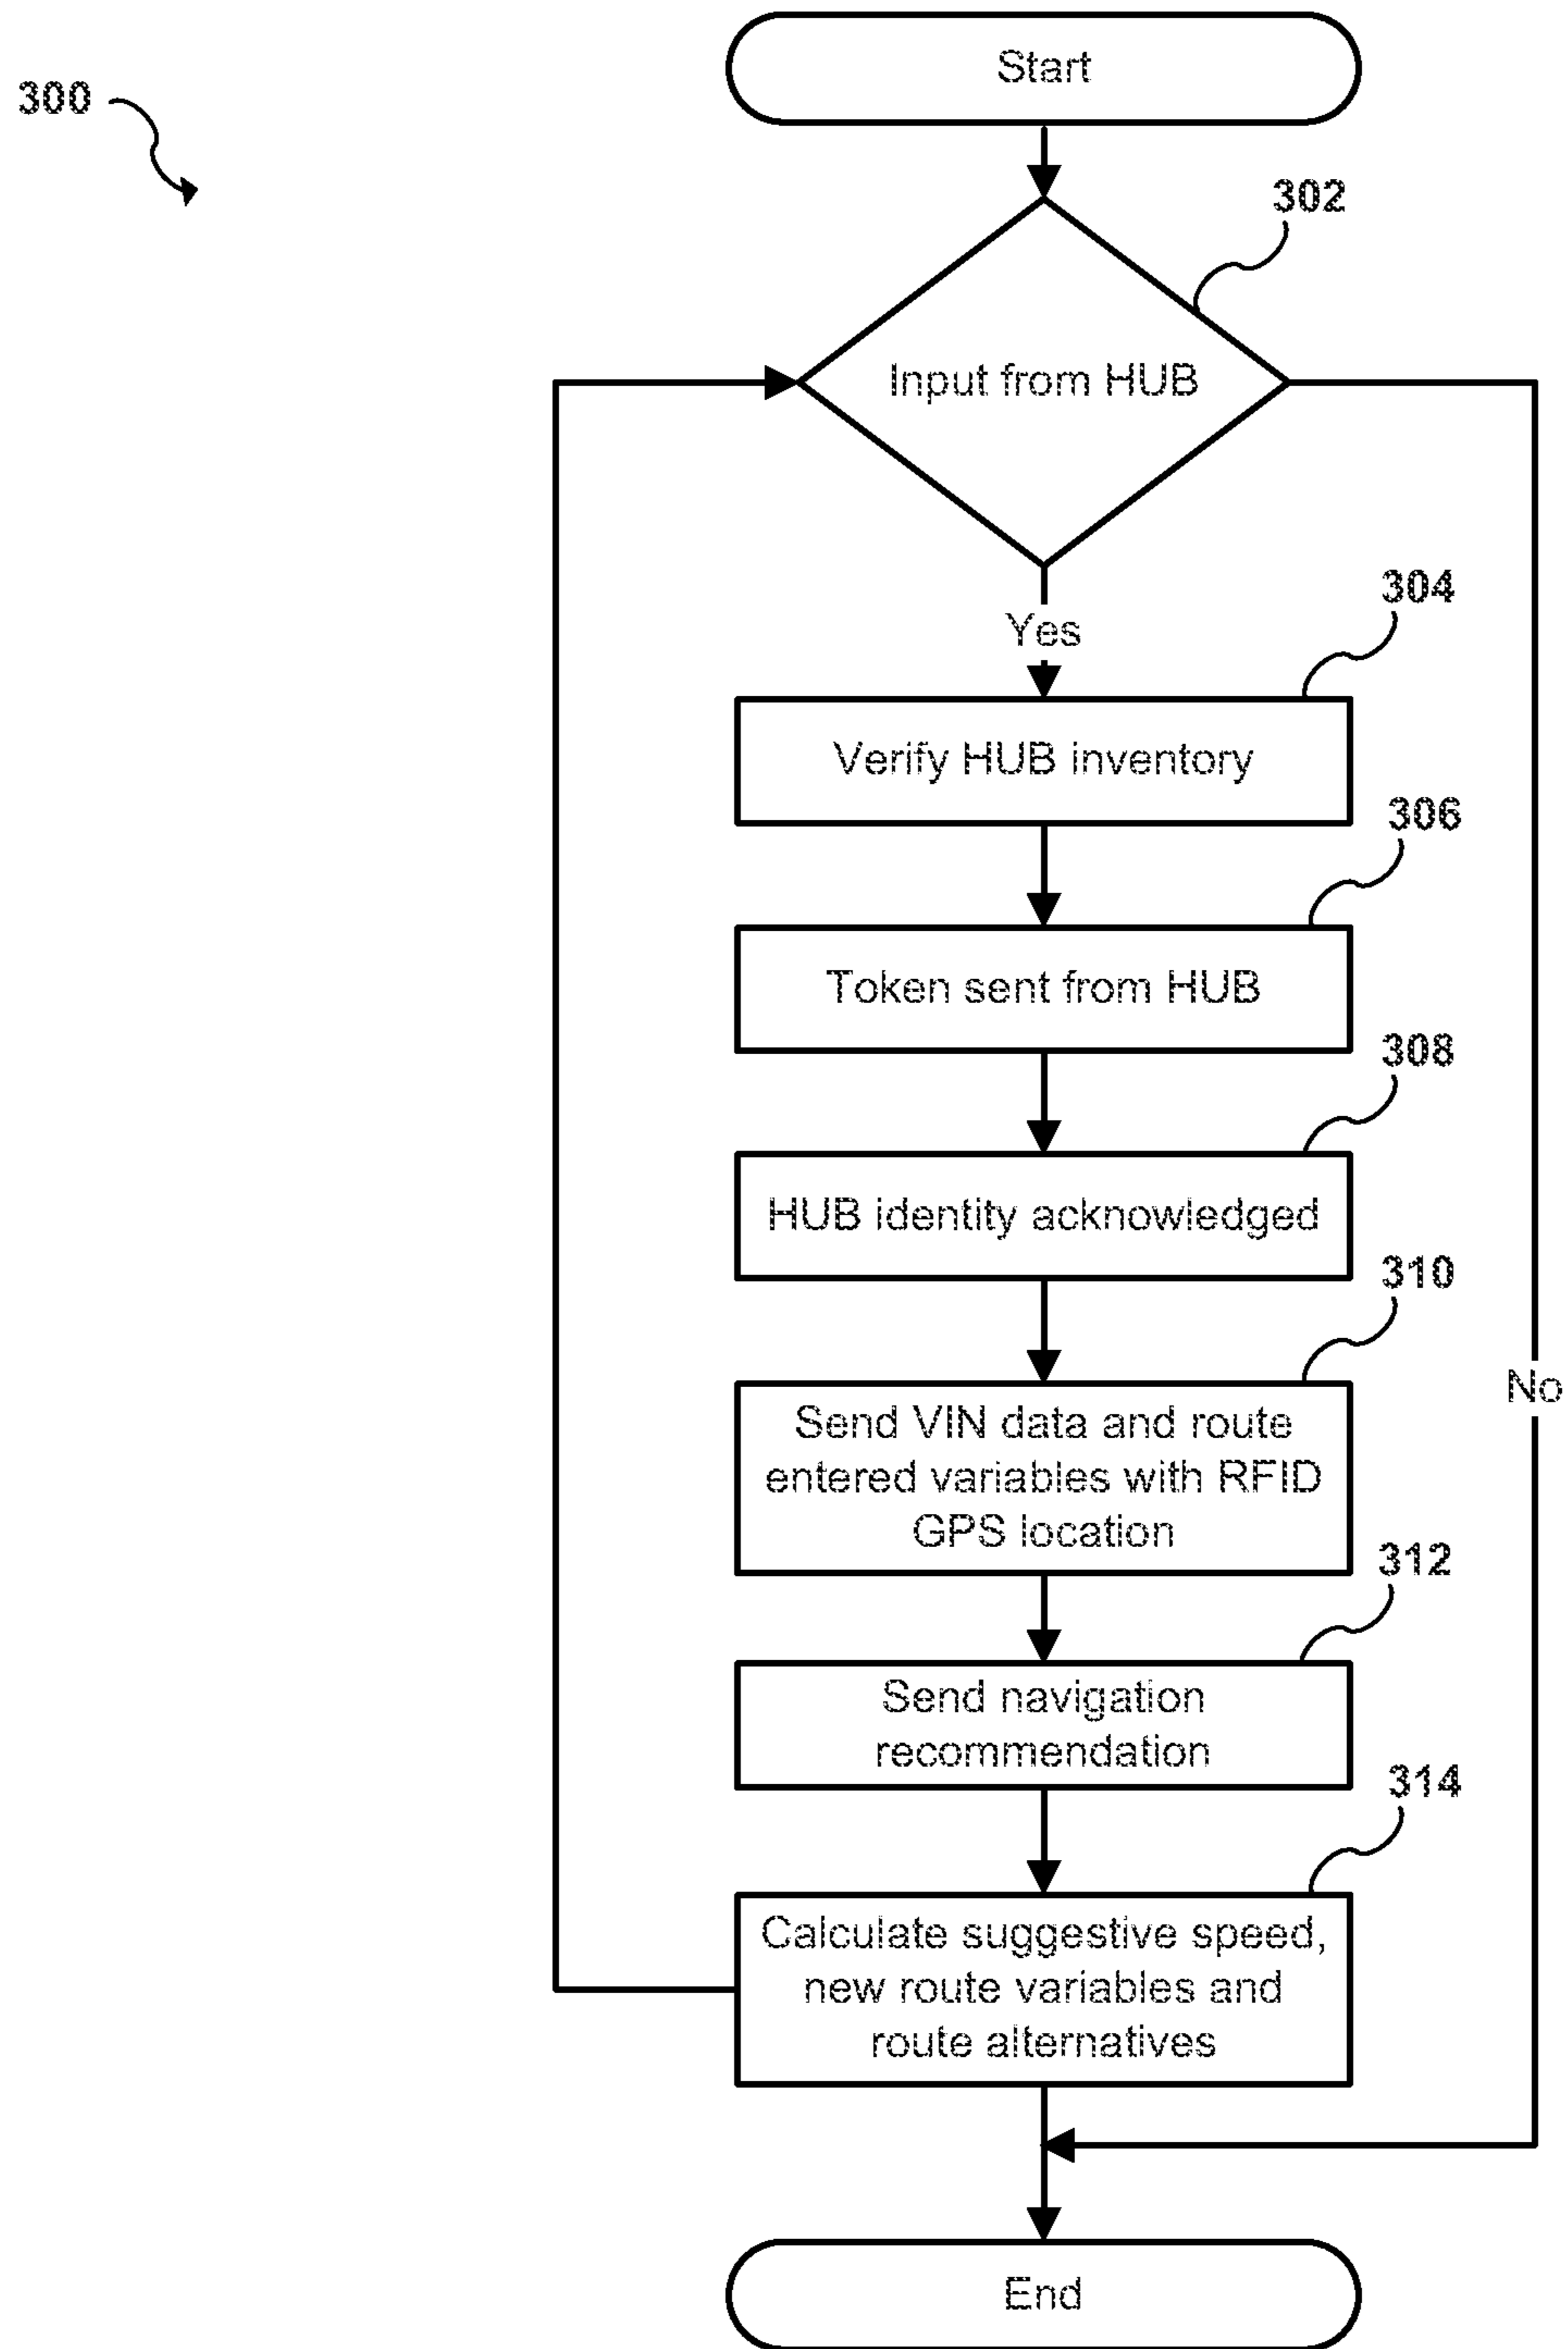 Start
300
302
Input from HUB
304
Yes
Verify HUB inventory
306
Token sent from HUB
308
HUB identity acknowledged
310
No
Send VIN data and route
entered variables with RFID
GPS location
312
Send navigation
recommendation
314
Calculate suggestive speed,
new route variables and
route alternatives
End